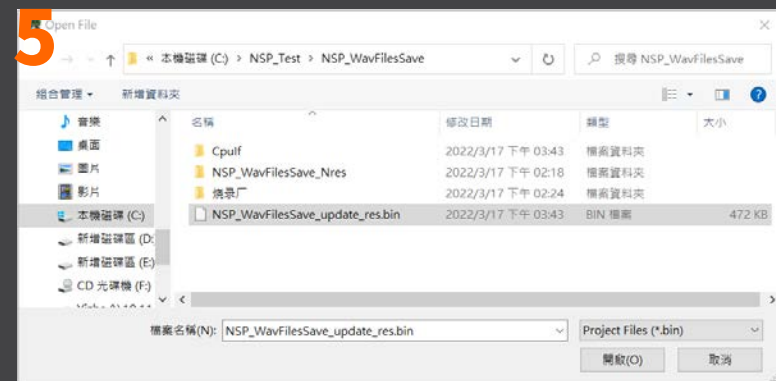 5
Open File
« 本機磁碟 (C:) > NSP_Test > NSP_WavFilesSave
搜尋 NSP_WavFilesSave
組合管理
新增資料夾
名稱 修改日期 類型 大小
音樂
桌面
圖片
影片
本機磁碟 (C:)
新增磁碟區 (D:
新增磁碟區 (E:)
CD 光碟機 (F:)
CpuIf 2022/3/17 下午 03:43 檔案資料夾
NSP_WavFilesSave_Nres 2022/3/17 下午 02:18 檔案資料夾
烧录厂 2022/3/17 下午 02:24 檔案資料夾
NSP_WavFilesSave_update_res.bin 2022/3/17 下午 03:43 BIN 檔案 472 KB
檔案名稱(N): NSP_WavFilesSave_update_res.bin
Project Files (*.bin)
開啟(O) 取消